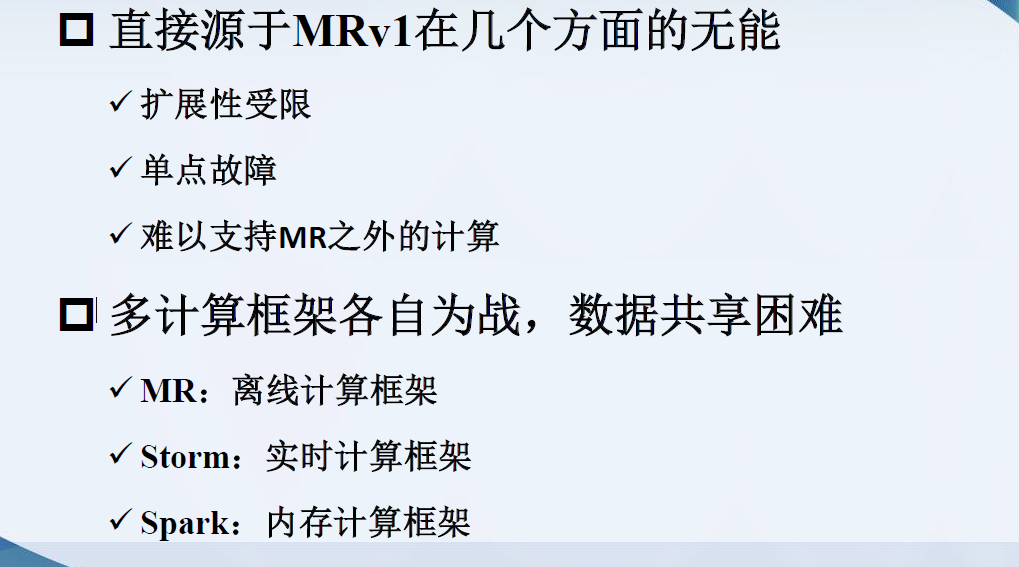 直接源于MRv1在几个方面的无能
扩展性受限
单点故障
难以支持MR之外的计算
多计算框架各自为战，数据共享困难
MR：离线计算框架
Storm：实时计算框架
Spark：内存计算框架